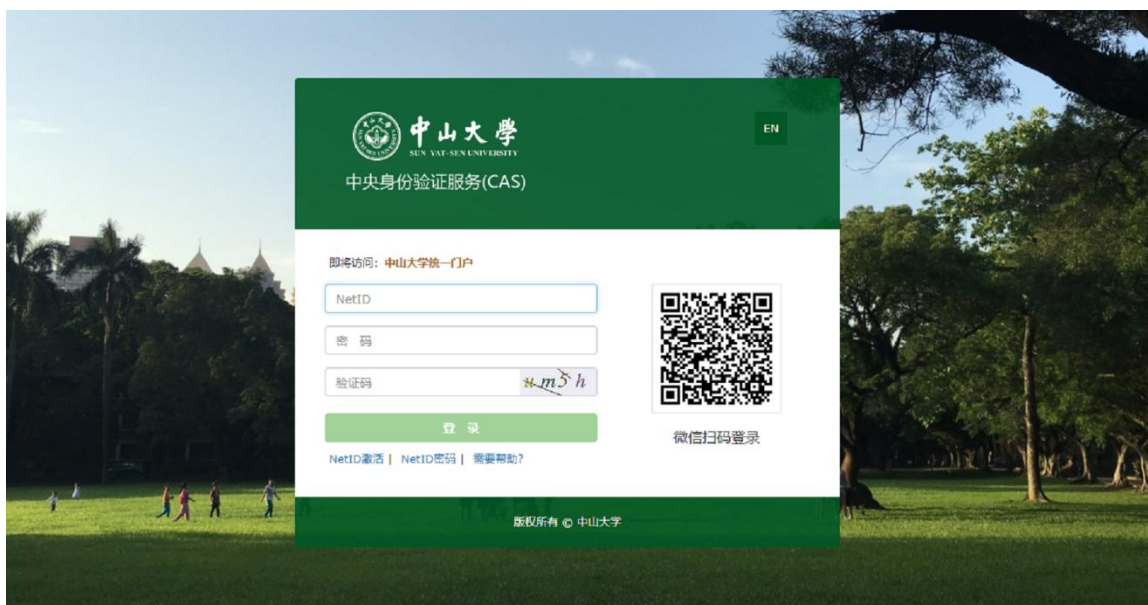 中山大學
SUN YAT-SEN UNIVERSITY
EN
中央身份验证服务(CAS)
即将访问：中山大学统一门户
NetID
密 码
验证码
um5h
登 录
NetID激活 | NetID密码 | 需要帮助?
微信扫码登录
版权所有 © 中山大学